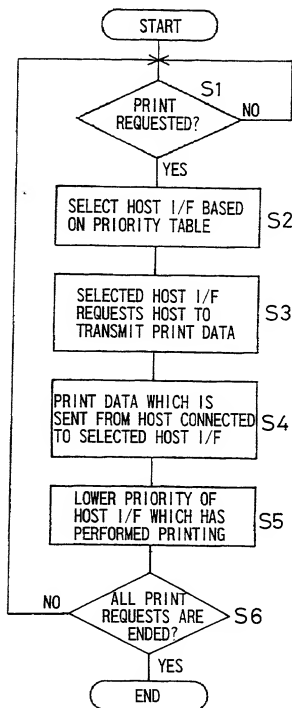 START
S1
PRINT
REQUESTED?
NO
YES
SELECT HOST I/F BASED
ON PRIORITY TABLE
S2
SELECTED HOST I/F
REQUESTS HOST TO
TRANSMIT PRINT DATA
S3
PRINT DATA WHICH IS
SENT FROM HOST CONNECTED
TO SELECTED HOST I/F
S4
LOWER PRIORITY OF
HOST I/F WHICH HAS
PERFORMED PRINTING
S5
NO
ALL PRINT
REQUESTS ARE
ENDED?
S6
YES
END